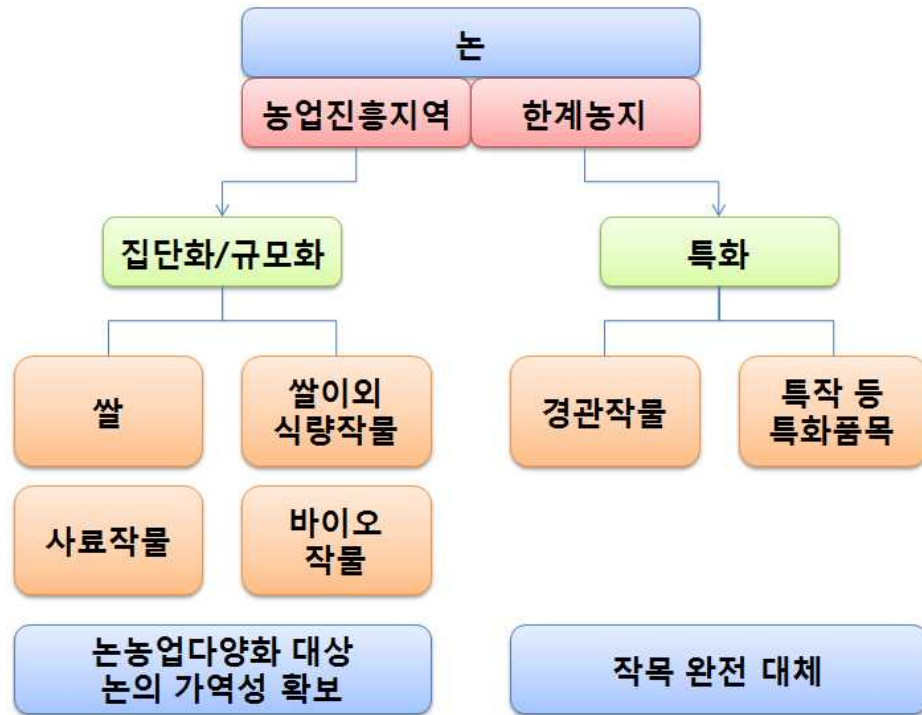 논
농업진흥지역
한계농지
집단화/규모화
특화
쌀
쌀이외
식량작물
경관작물
특작 등
특화품목
사료작물
바이오
작물
논농업다양화 대상
논의 가역성 확보
작목 완전 대체